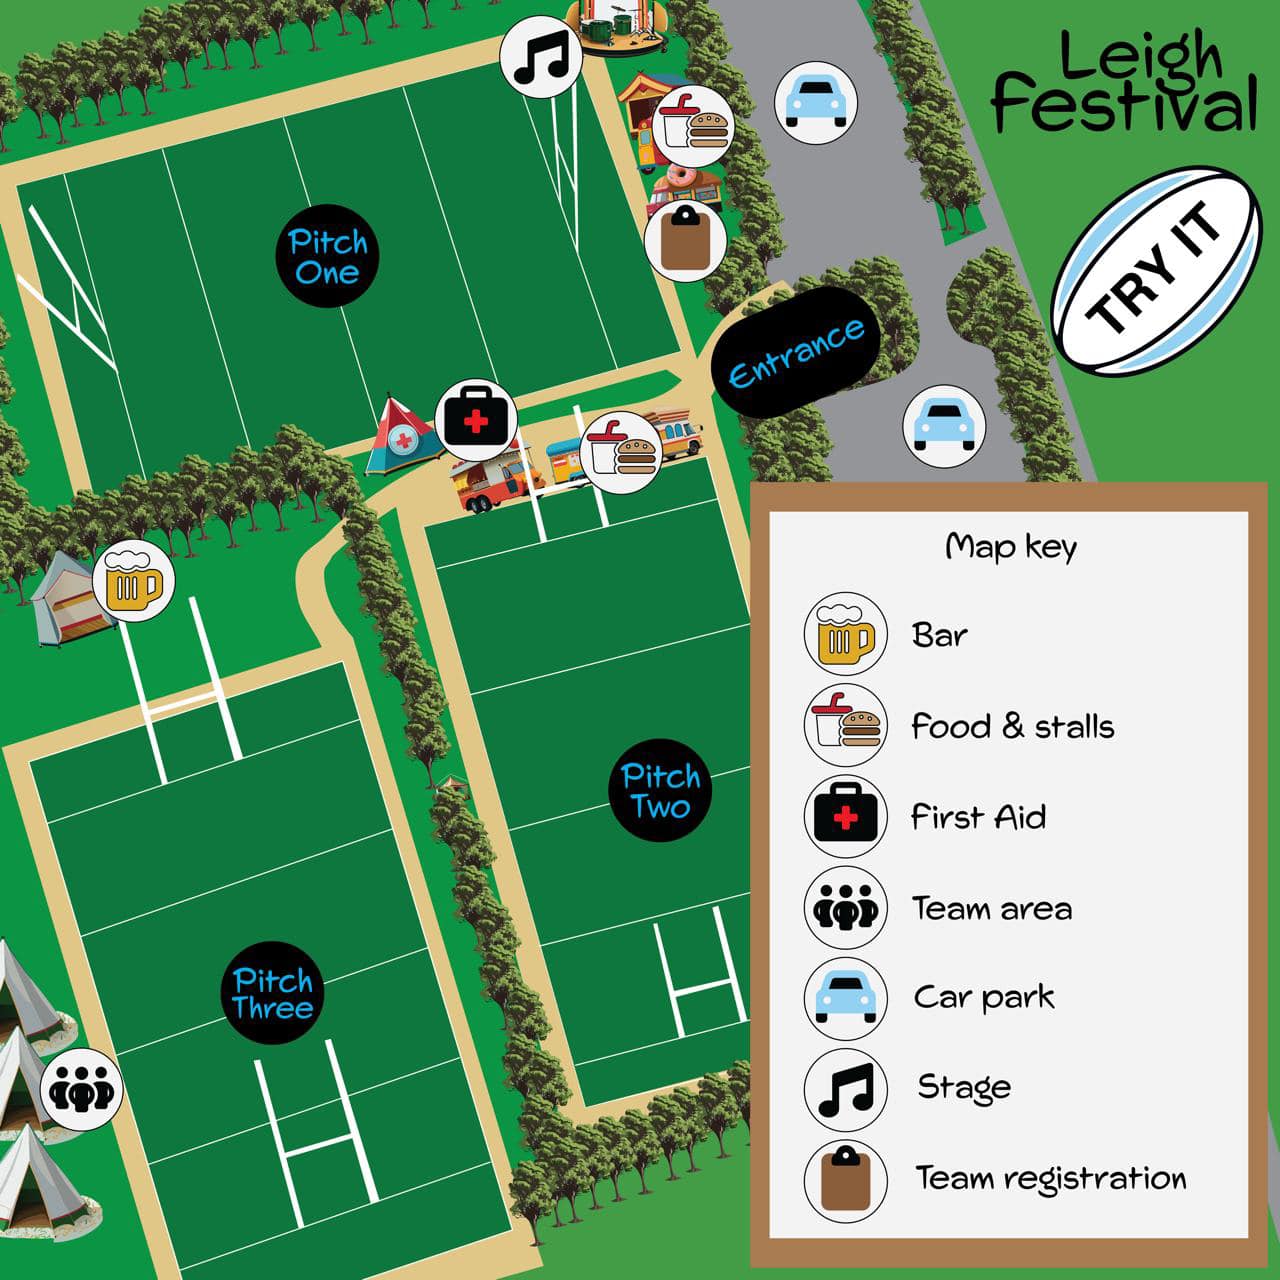 Leigh
Festival
TRY IT
Pitch
One
Entrance
Pitch
Two
Pitch
Three
Map key
Bar
Food & stalls
First Aid
Team area
Car park
Stage
Team registration